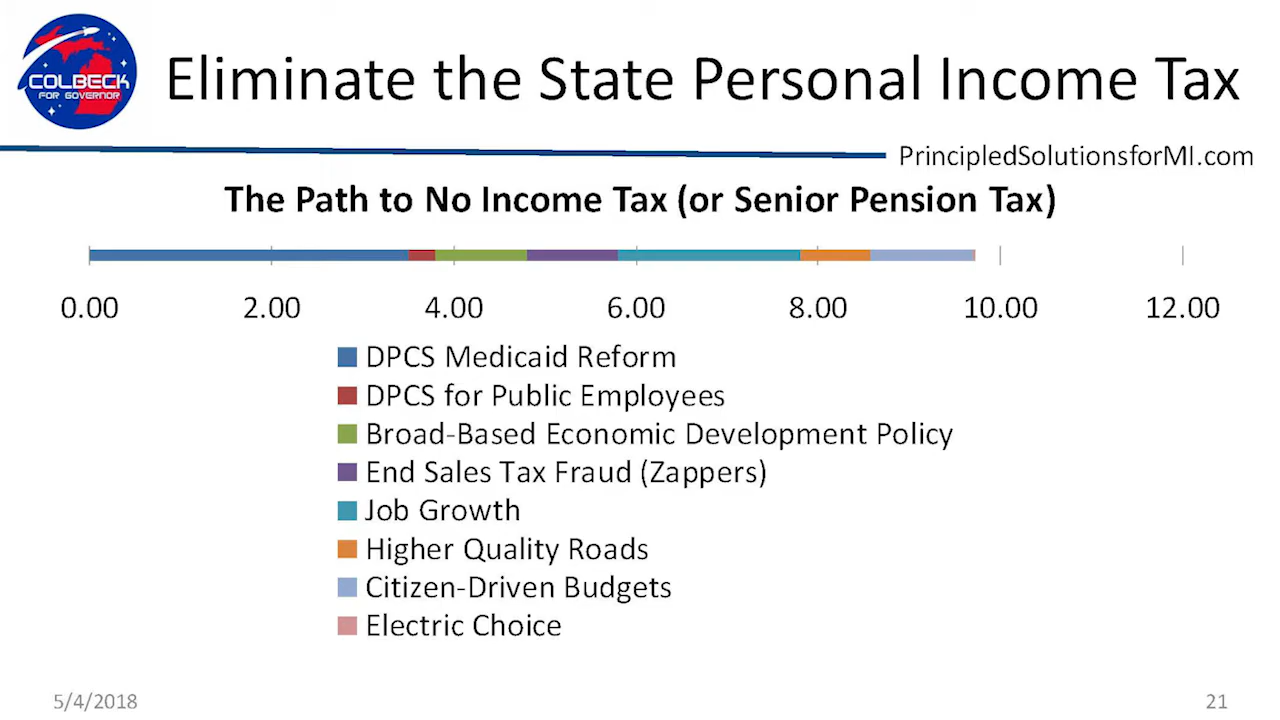 COLBECK
FOR GOVERNOR
Eliminate the State Personal Income Tax
PrincipledSolutionsforMI.com
The Path to No Income Tax (or Senior Pension Tax)
0.00 2.00 4.00 6.00 8.00 10.00 12.00
DPCS Medicaid Reform
DPCS for Public Employees
Broad-Based Economic Development Policy
End Sales Tax Fraud (Zappers)
Job Growth
Higher Quality Roads
Citizen-Driven Budgets
Electric Choice
5/4/2018 21